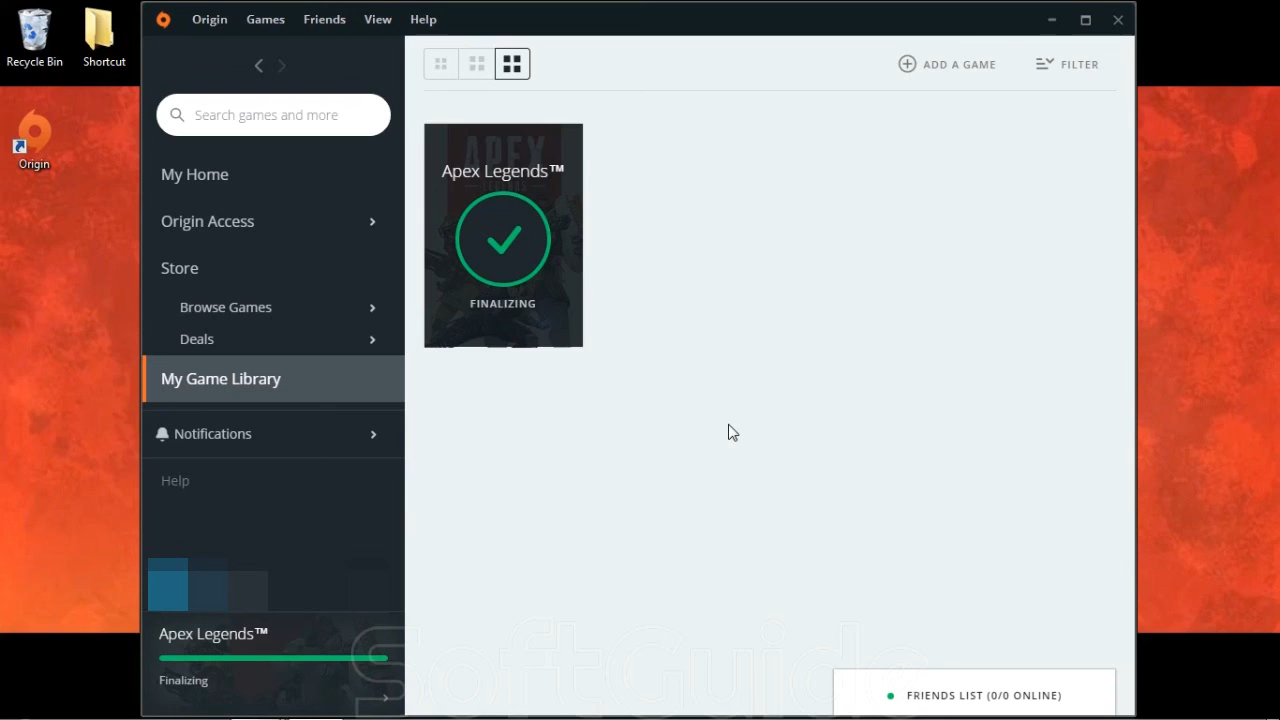 Recycle Bin
Shortcut
Origin
Origin
Games
Friends
View
Help
Search games and more
My Home
Origin Access
Store
Browse Games
Deals
My Game Library
Notifications
Help
Apex Legends™
Finalizing
ADD A GAME
FILTER
APEX
Apex Legends™
FINALIZING
SoftGuide
FRIENDS LIST (0/0 ONLINE)